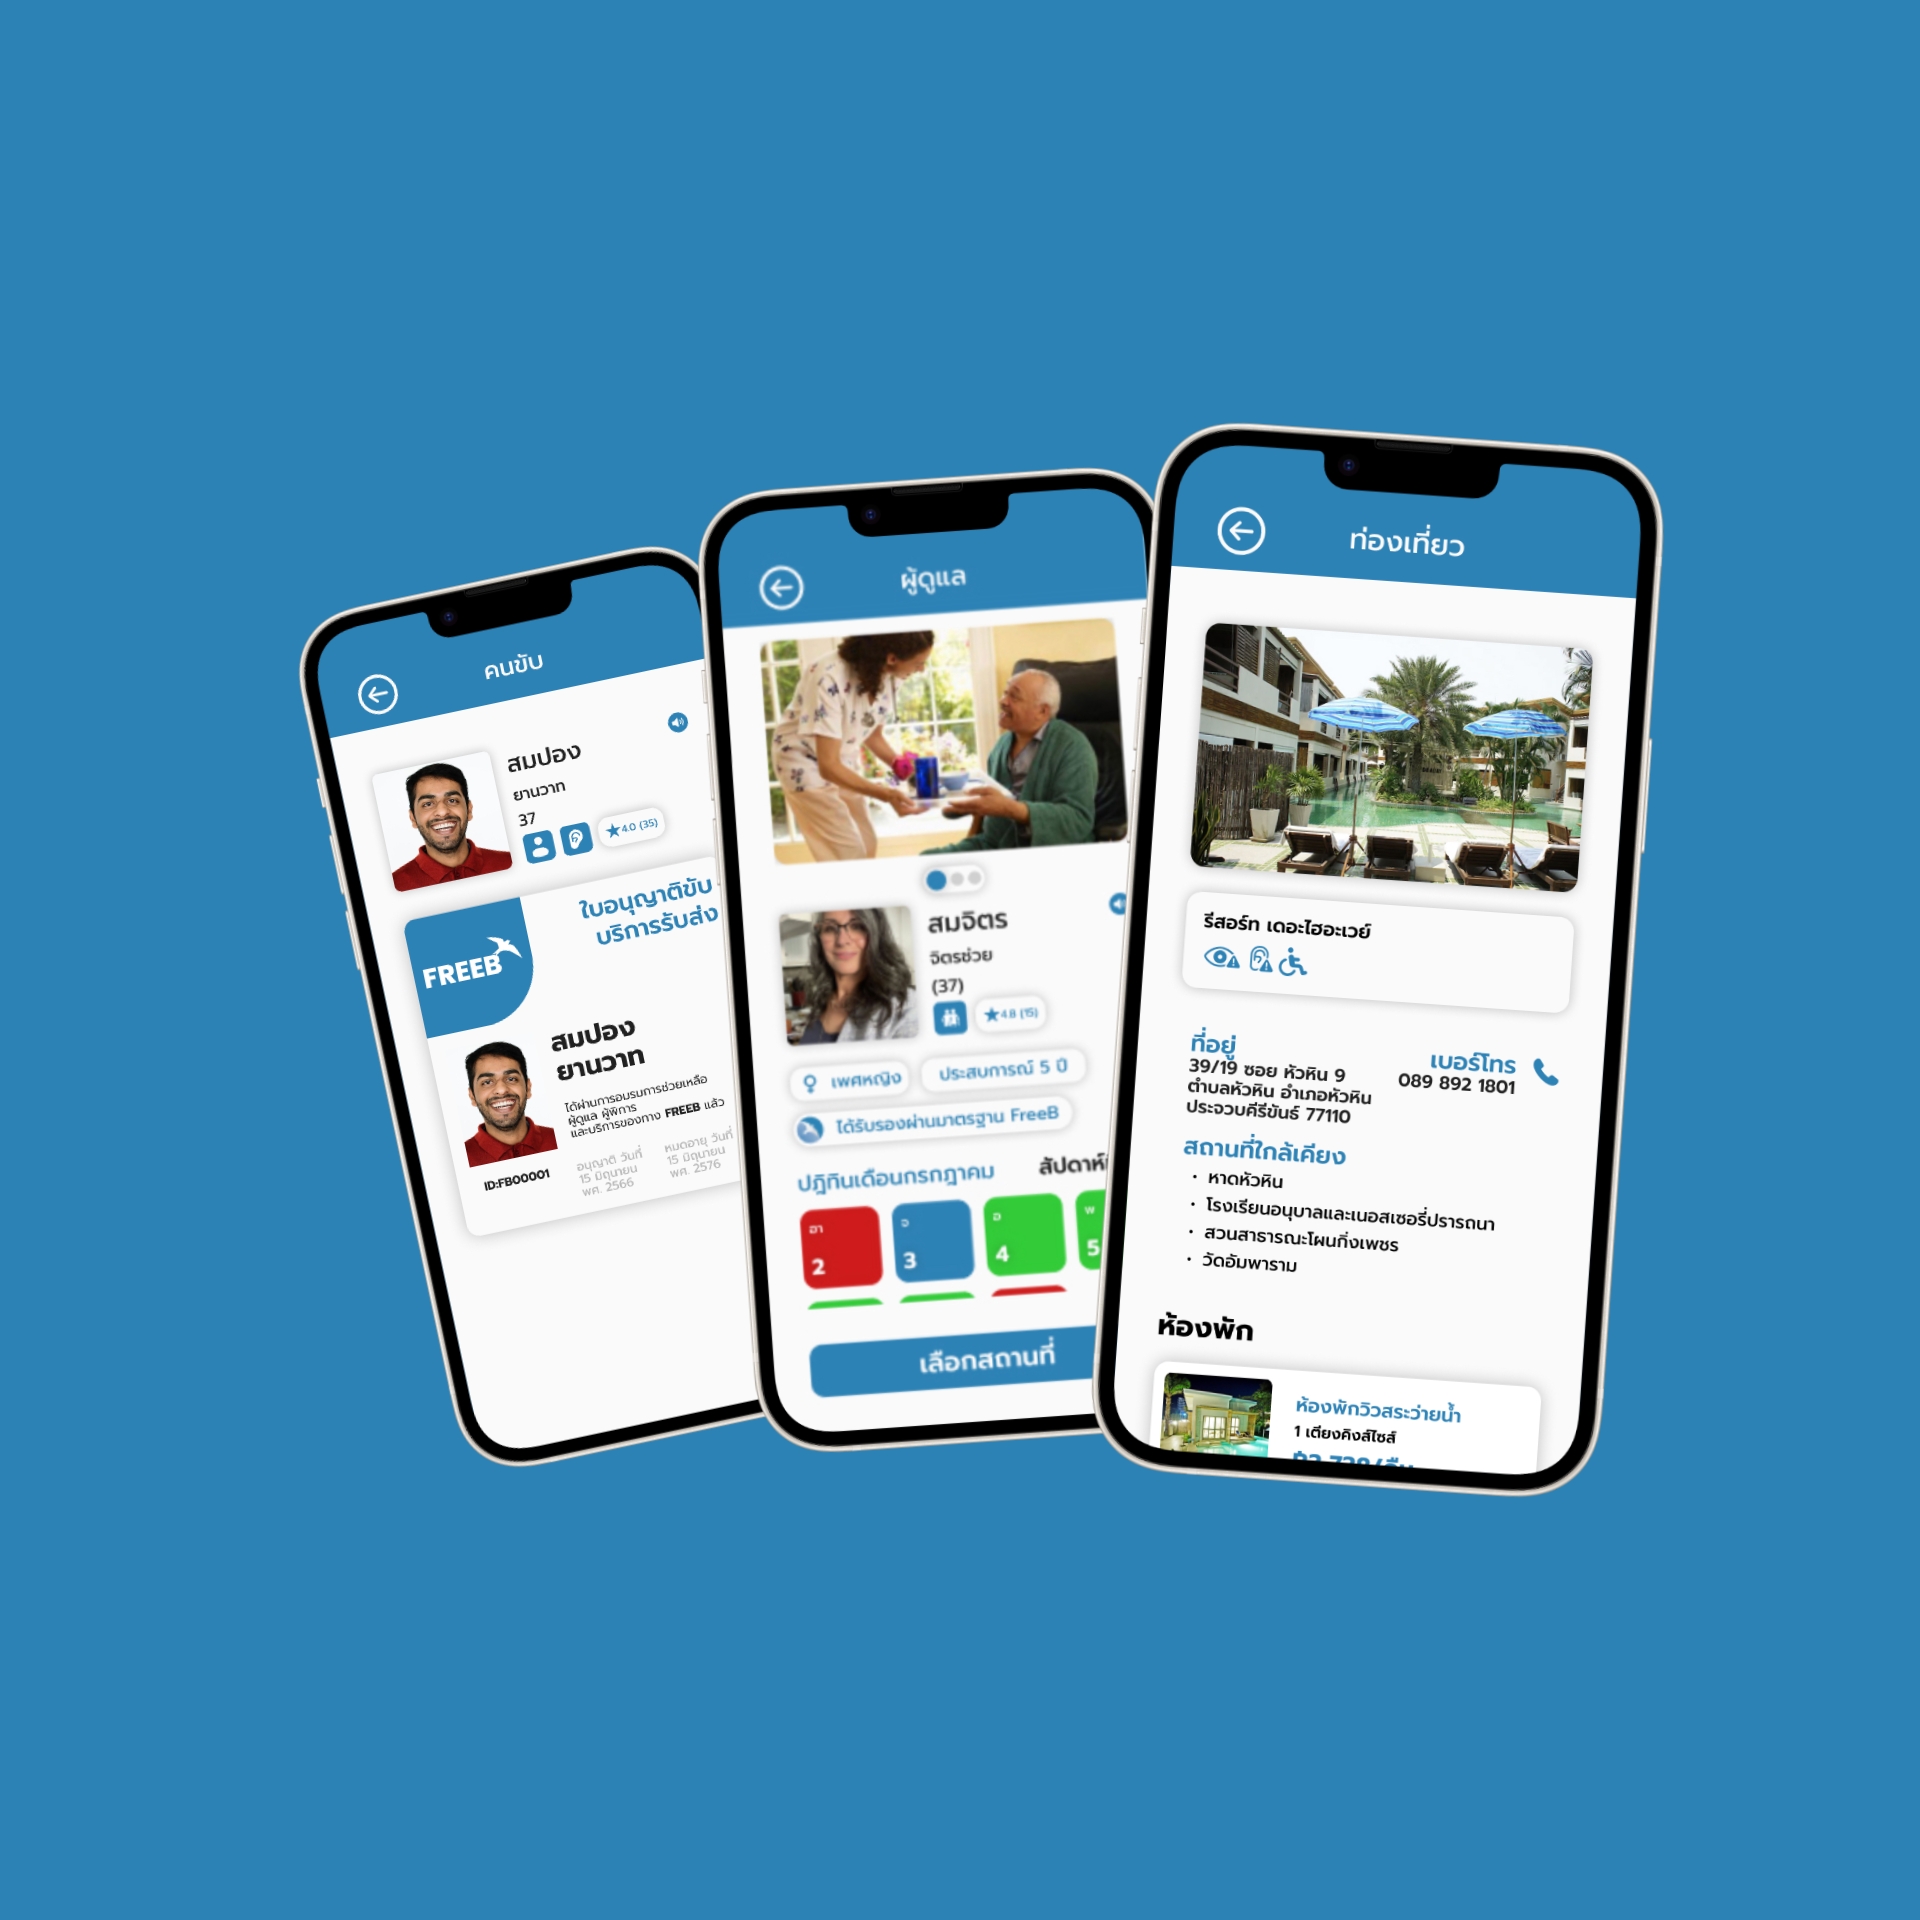 คนขับ
สมปอง
ยานวาท
37
4.0 (35)
ใบอนุญาติขับ
บริการรับส่ง
FREEB
สมปอง
ยานวาท
ได้ผ่านการอบรมการช่วยเหลือ
ผู้ดูแล ผู้พิการ
และบริการของทาง FREEB แล้ว
ID:FB00001
อนุญาติ วันที่
15 มิถุนายน
พศ. 2566
หมดอายุ วันที่
15 มิถุนายน
พศ. 2576
ผู้ดูแล
สมจิตร
จิตรช่วย
(37)
4.8 (15)
เพศหญิง
ประสบการณ์ 5 ปี
ได้รับรองผ่านมาตรฐาน FreeB
ปฎิทินเดือนกรกฎาคม
สัปดาห์
อา
2
จ
3
อ
4
พ
5
เลือกสถานที่
ท่องเที่ยว
รีสอร์ท เดอะไฮอะเวย์
ที่อยู่
39/19 ซอย หัวหิน 9
ตำบลหัวหิน อำเภอหัวหิน
ประจวบคีรีขันธ์ 77110
เบอร์โทร
089 892 1801
สถานที่ใกล้เคียง
• หาดหัวหิน
• โรงเรียนอนุบาลและเนอสเซอรี่ปรารถนา
• สวนสาธารณะโผนกิ่งเพชร
• วัดอัมพาราม
ห้องพัก
ห้องพักวิวสระว่ายน้ำ
1 เตียงคิงส์ไซส์